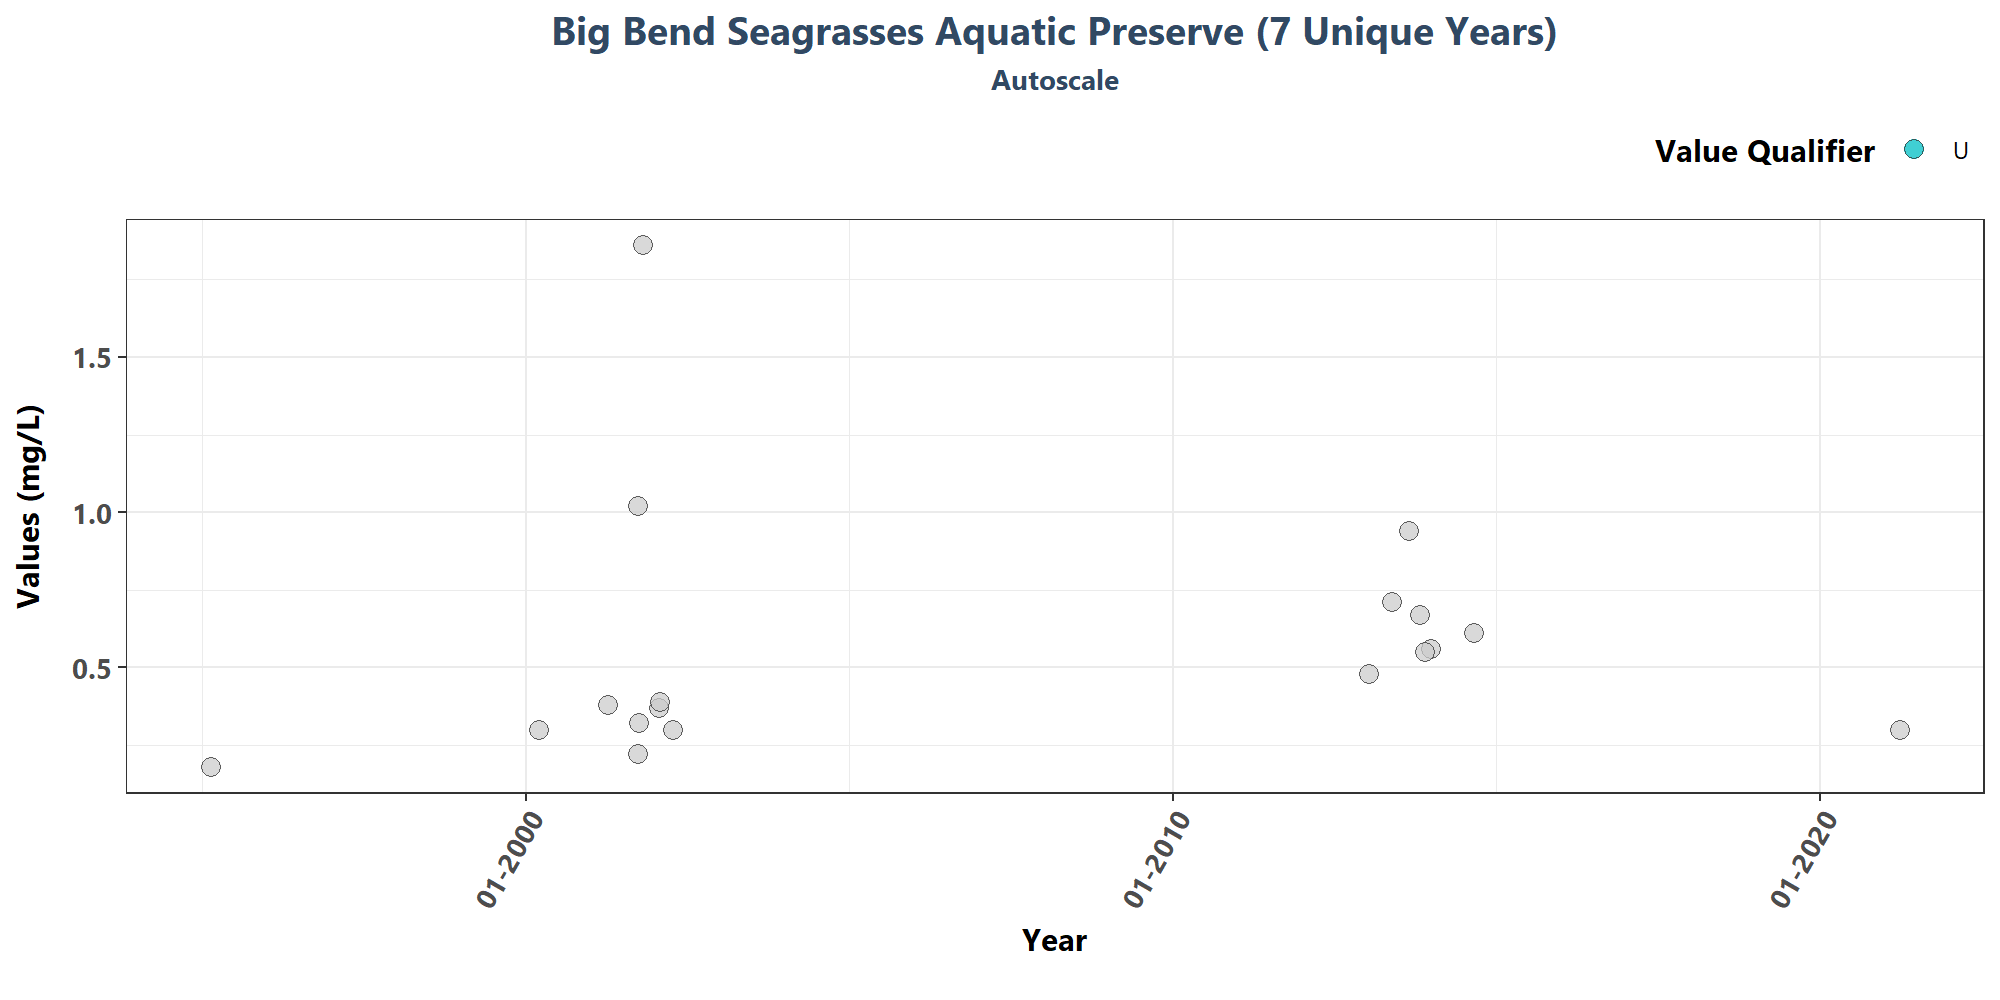 Big Bend Seagrasses Aquatic Preserve (7 Unique Years)
Autoscale
Value Qualifier U
Values (mg/L)
1.5
1.0
0.5
01-2000
01-2010
01-2020
Year